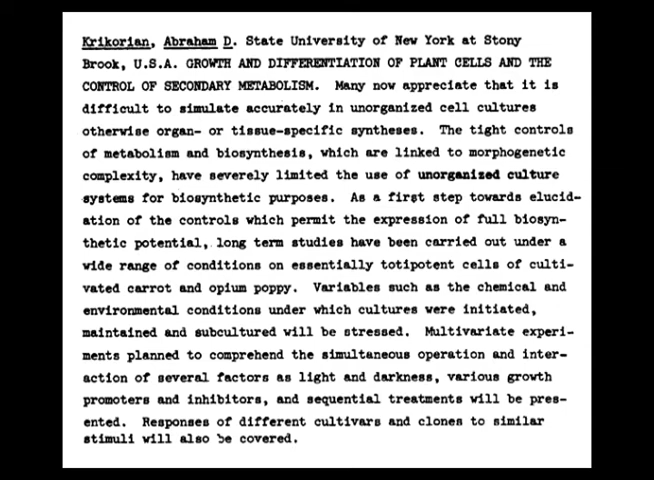 Krikorian, Abraham D. State University of New York at Stony
Brook, U.S.A. GROWTH AND DIFFERENTIATION OF PLANT CELLS AND THE
CONTROL OF SECONDARY METABOLISM. Many now appreciate that it is
difficult to simulate accurately in unorganized cell cultures
otherwise organ- or tissue-specific syntheses. The tight controls
of metabolism and biosynthesis, which are linked to morphogenetic
complexity, have severely limited the use of unorganized culture
systems for biosynthetic purposes. As a first step towards elucid-
ation of the controls which permit the expression of full biosyn-
thetic potential, long term studies have been carried out under a
wide range of conditions on essentially totipotent cells of culti-
vated carrot and opium poppy. Variables such as the chemical and
environmental conditions under which cultures were initiated,
maintained and subcultured will be stressed. Multivariate experi-
ments planned to comprehend the simultaneous operation and inter-
action of several factors as light and darkness, various growth
promoters and inhibitors, and sequential treatments will be pres-
ented. Responses of different cultivars and clones to similar
stimuli will also be covered.